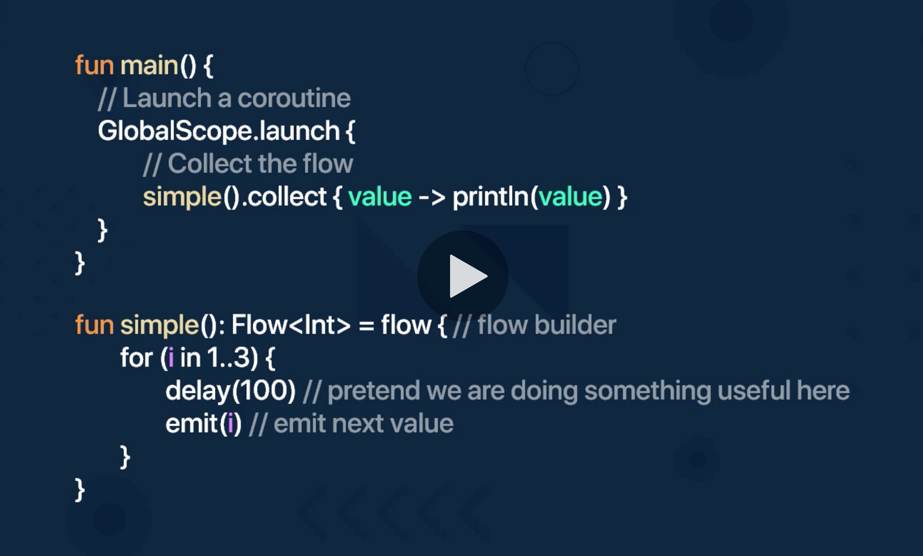 fun main() {
// Launch a coroutine
GlobalScope.launch {
// Collect the flow
simple().collect { value -> println(value) }
}
}
fun simple(): Flow<Int> = flow { // flow builder
for (i in 1..3) {
delay(100) // pretend we are doing something useful here
emit(i) // emit next value
}
}